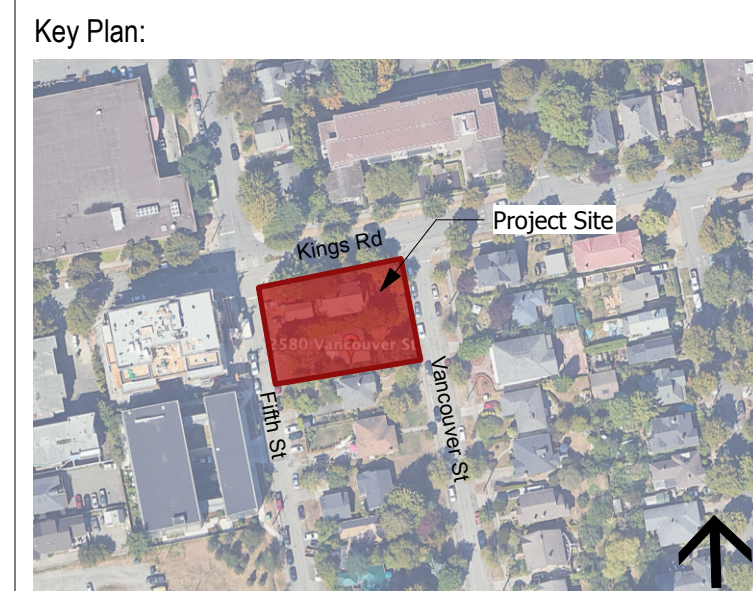 Key Plan:
Project Site
Kings Rd
2580 Vancouver St
Vancouver St
Fifth St